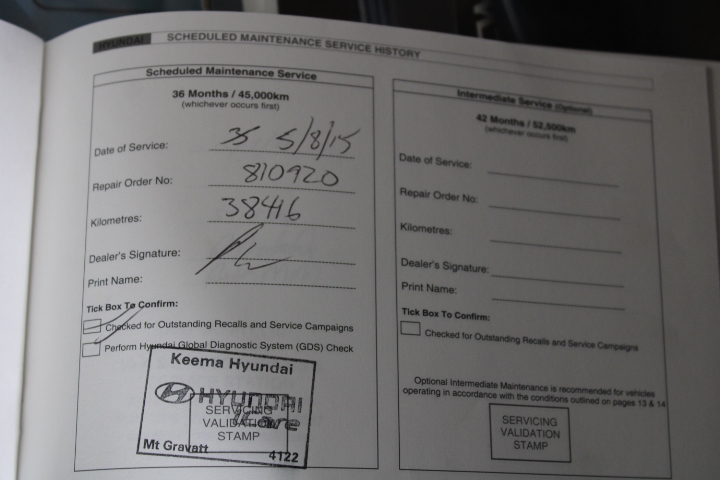 HYUNDAI SCHEDULED MAINTENANCE SERVICE HISTORY
Scheduled Maintenance Service
36 Months / 45,000km
(whichever occurs first)
Date of Service: 5/8/15
Repair Order No: 810920
Kilometres: 38416
Dealer's Signature:
Print Name:
Tick Box To Confirm:
Checked for Outstanding Recalls and Service Campaigns
Perform Hyundai Global Diagnostic System (GDS) Check
Keema Hyundai
HYUNDAI
iCare
SERVICING
VALIDATION
STAMP
Mt Gravatt 4122
Intermediate Service (Optional)
42 Months / 52,500km
(whichever occurs first)
Date of Service:
Repair Order No:
Kilometres:
Dealer's Signature:
Print Name:
Tick Box To Confirm:
Checked for Outstanding Recalls and Service Campaigns
Optional Intermediate Maintenance is recommended for vehicles
operating in accordance with the conditions outlined on pages 13 & 14
SERVICING
VALIDATION
STAMP